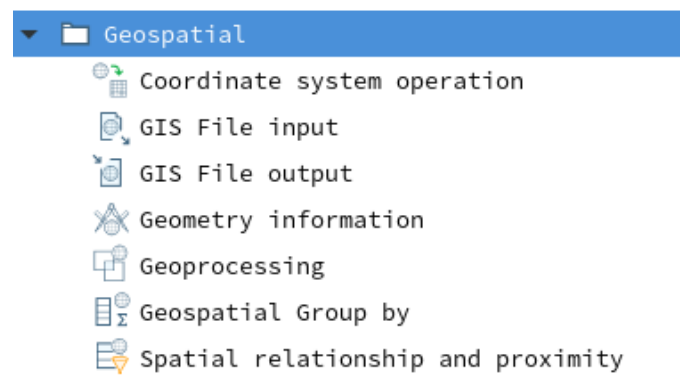 Geospatial
Coordinate system operation
GIS File input
GIS File output
Geometry information
Geoprocessing
Geospatial Group by
Spatial relationship and proximity